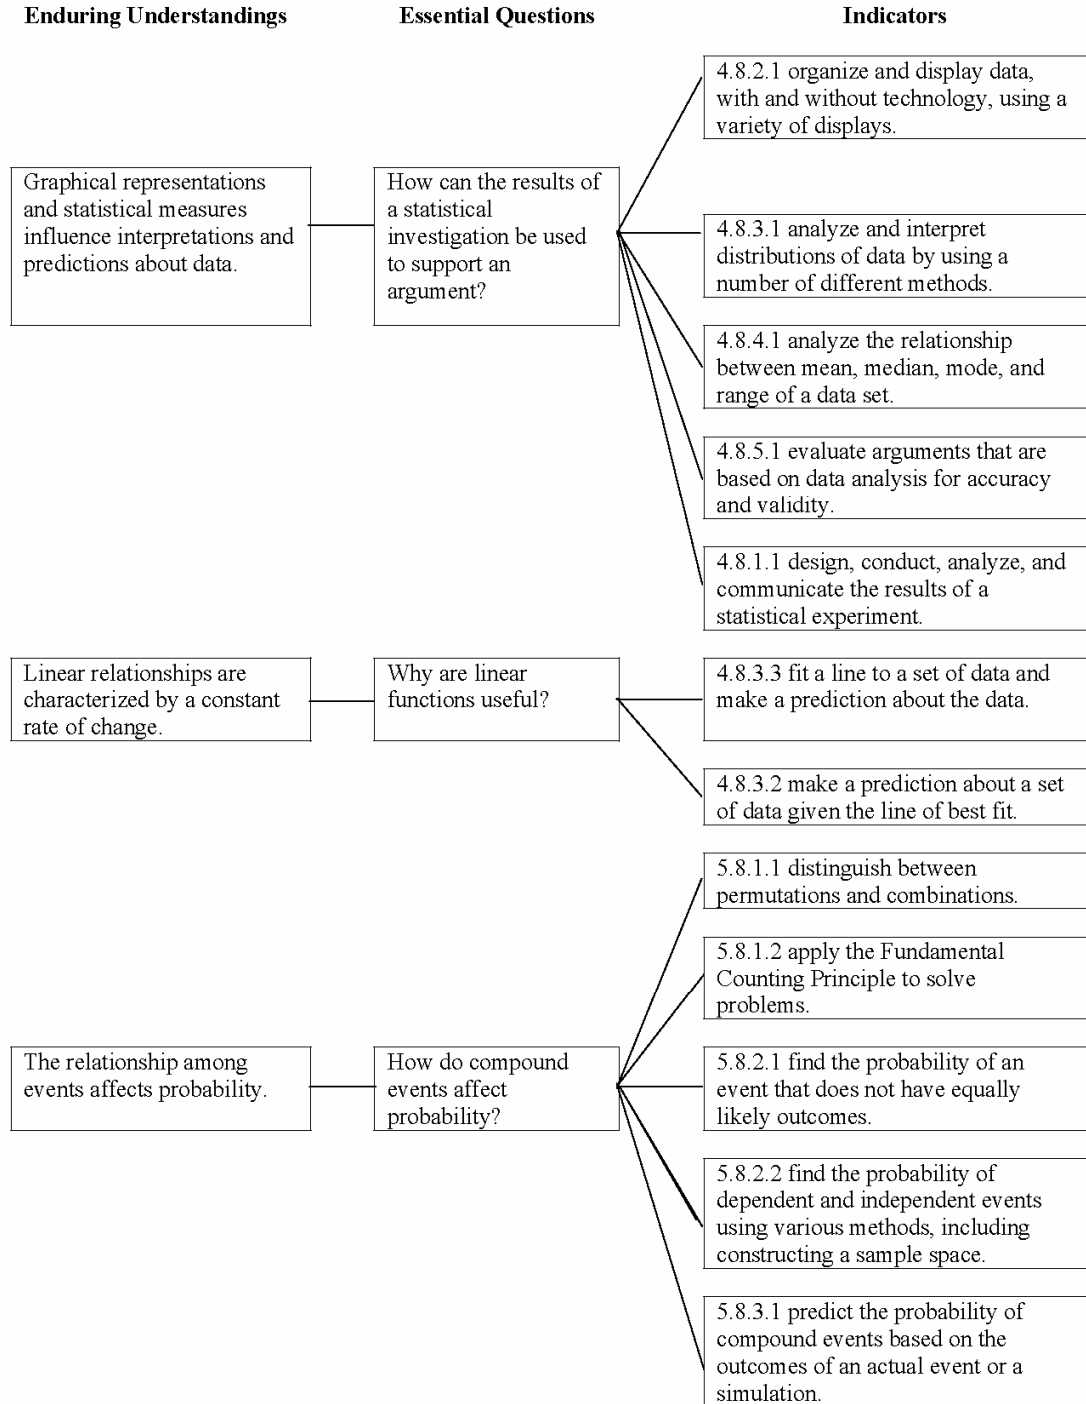 Enduring Understandings
Essential Questions
Indicators
Graphical representations
and statistical measures
influence interpretations and
predictions about data.
How can the results of
a statistical
investigation be used
to support an
argument?
4.8.2.1 organize and display data,
with and without technology, using a
variety of displays.
4.8.3.1 analyze and interpret
distributions of data by using a
number of different methods.
4.8.4.1 analyze the relationship
between mean, median, mode, and
range of a data set.
4.8.5.1 evaluate arguments that are
based on data analysis for accuracy
and validity.
4.8.1.1 design, conduct, analyze, and
communicate the results of a
statistical experiment.
Linear relationships are
characterized by a constant
rate of change.
Why are linear
functions useful?
4.8.3.3 fit a line to a set of data and
make a prediction about the data.
4.8.3.2 make a prediction about a set
of data given the line of best fit.
The relationship among
events affects probability.
How do compound
events affect
probability?
5.8.1.1 distinguish between
permutations and combinations.
5.8.1.2 apply the Fundamental
Counting Principle to solve
problems.
5.8.2.1 find the probability of an
event that does not have equally
likely outcomes.
5.8.2.2 find the probability of
dependent and independent events
using various methods, including
constructing a sample space.
5.8.3.1 predict the probability of
compound events based on the
outcomes of an actual event or a
simulation.